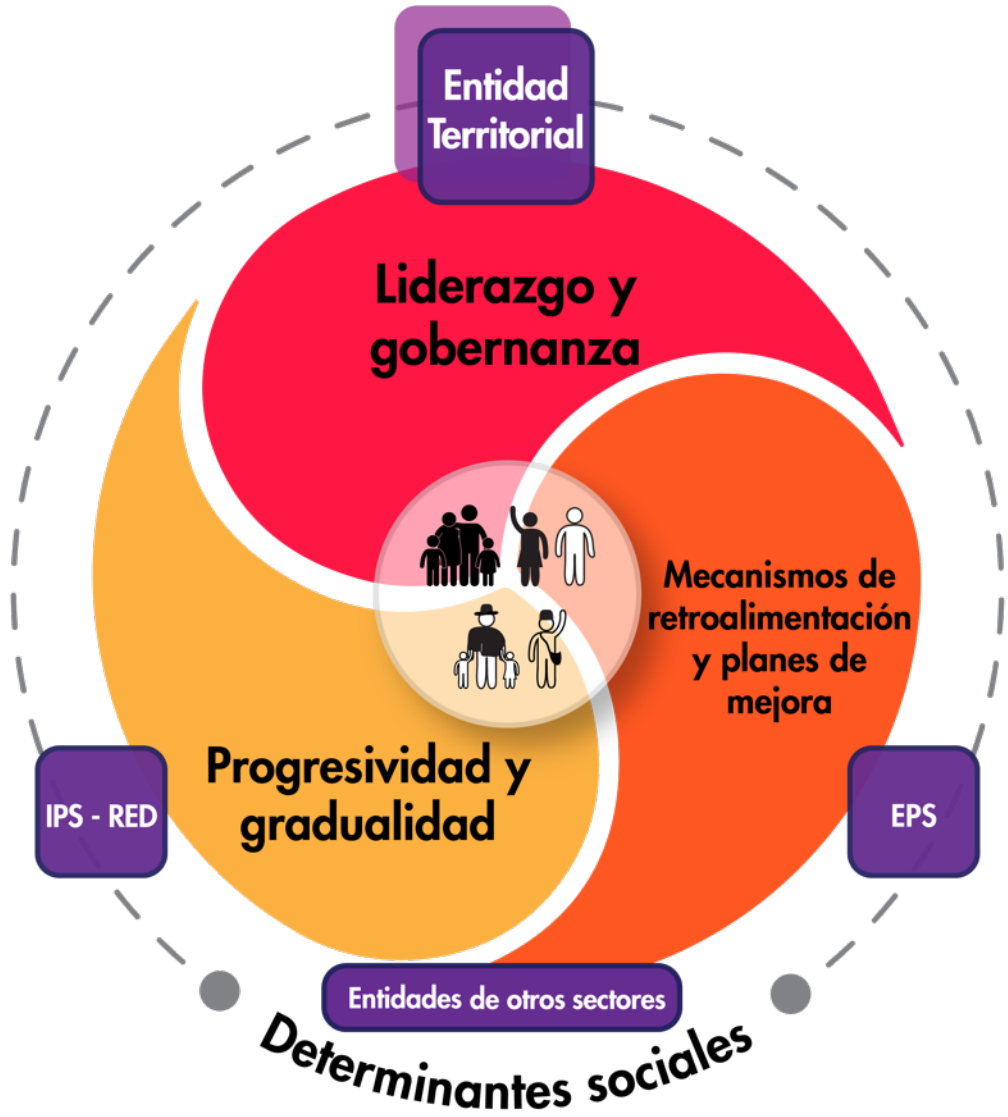 Entidad
Territorial
Liderazgo y
gobernanza
Mecanismos de
retroalimentación
y planes de
mejora
Progresividad y
gradualidad
IPS - RED
EPS
Entidades de otros sectores
Determinantes sociales